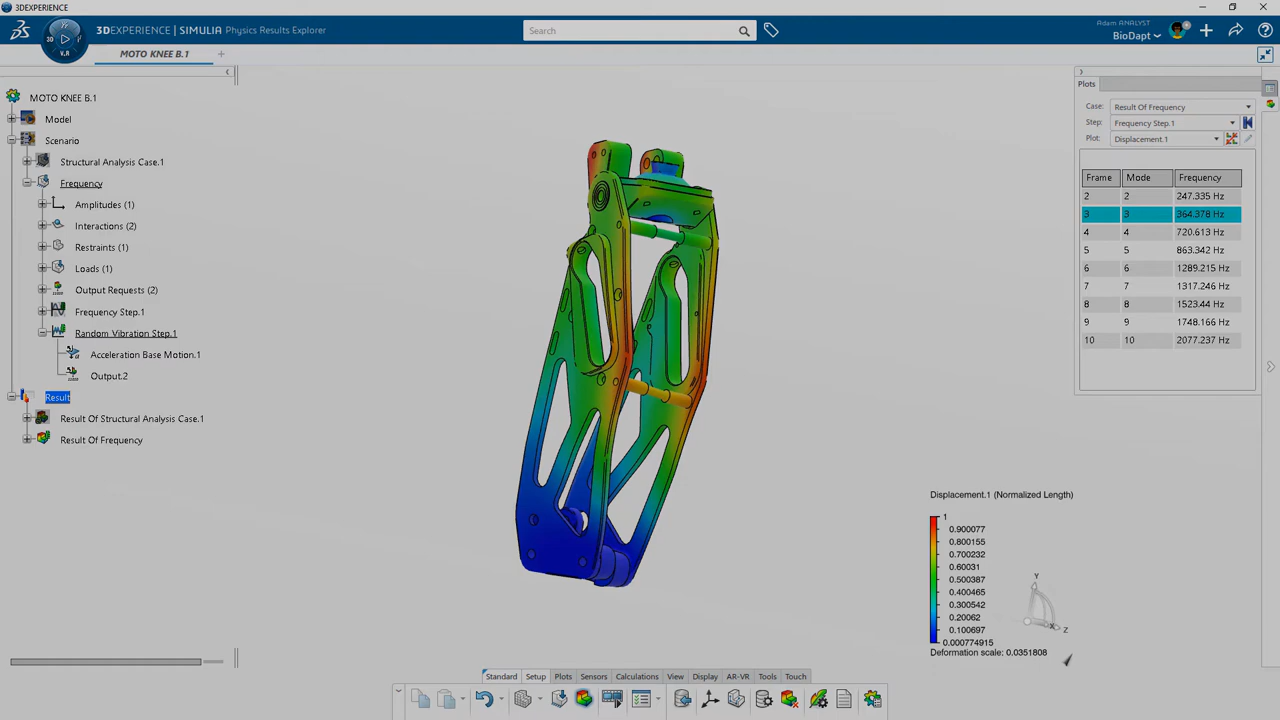 3DEXPERIENCE
3DEXPERIENCE | SIMULIA Physics Results Explorer
Search
Adam ANALYST
BioDapt
3D
V.R
MOTO KNEE B.1
MOTO KNEE B.1
Model
Scenario
Structural Analysis Case.1
Frequency
Amplitudes (1)
Interactions (2)
Restraints (1)
Loads (1)
Output Requests (2)
Frequency Step.1
Random Vibration Step.1
Acceleration Base Motion.1
Output.2
Result
Result Of Structural Analysis Case.1
Result Of Frequency
Plots
Case: Result Of Frequency
Step: Frequency Step.1
Plot: Displacement.1
Frame Mode Frequency
2 2 247.335 Hz
3 3 364.378 Hz
4 4 720.613 Hz
5 5 863.342 Hz
6 6 1289.215 Hz
7 7 1317.246 Hz
8 8 1523.44 Hz
9 9 1748.166 Hz
10 10 2077.237 Hz
Displacement.1 (Normalized Length)
1
0.900077
0.800155
0.700232
0.60031
0.500387
0.400465
0.300542
0.20062
0.100697
0.000774915
Deformation scale: 0.0351808
Y
X
Z
Standard Setup Plots Sensors Calculations View Display AR-VR Tools Touch